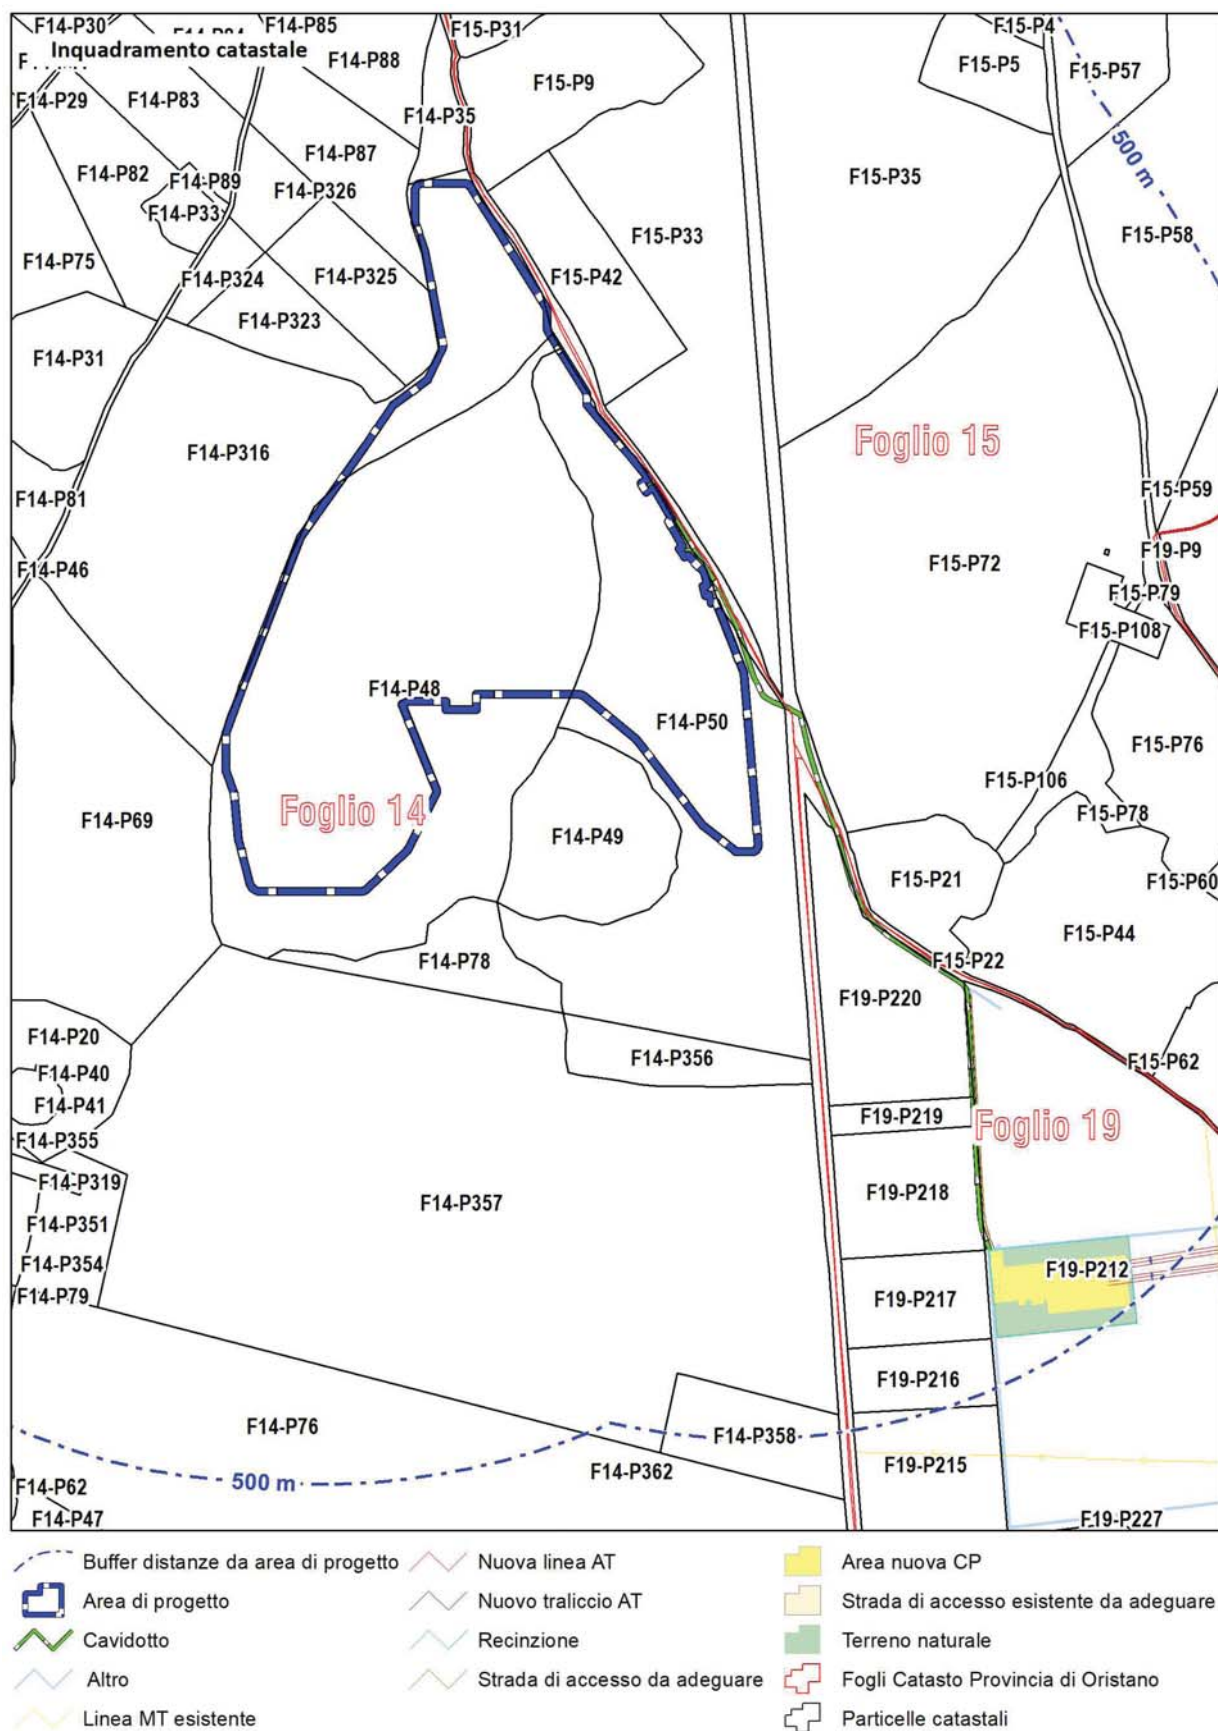 F14-P30
F14-P85
F15-P31
F15-P4
Inquadramento catastale
F14-P88
F15-P9
F15-P5
F15-P57
F14-P29
F14-P83
F14-P35
500 m
F14-P87
F14-P82
F14-P89
F14-P326
F15-P35
F14-P33
F15-P33
F15-P58
F14-P75
F14-P324
F14-P325
F15-P42
F14-P323
F14-P31
F14-P316
Foglio 15
F14-P81
F15-P59
F19-P9
F14-P46
F15-P72
F15-P79
F15-P108
F14-P48
F14-P50
F15-P76
F15-P106
Foglio 14
F15-P78
F14-P69
F14-P49
F15-P21
F15-P60
F15-P44
F14-P78
F15-P22
F19-P220
F14-P20
F14-P356
F15-P62
F14-P40
F14-P41
F19-P219
Foglio 19
F14-P355
F14-P319
F14-P357
F19-P218
F14-P351
F14-P354
F19-P212
F14-P79
F19-P217
F19-P216
F14-P76
F14-P358
F14-P362
F19-P215
500 m
F14-P62
F14-P47
F19-P227
Buffer distanze da area di progetto
Area di progetto
Cavidotto
Altro
Linea MT esistente
Nuova linea AT
Nuovo traliccio AT
Recinzione
Strada di accesso da adeguare
Area nuova CP
Strada di accesso esistente da adeguare
Terreno naturale
Fogli Catasto Provincia di Oristano
Particelle catastali